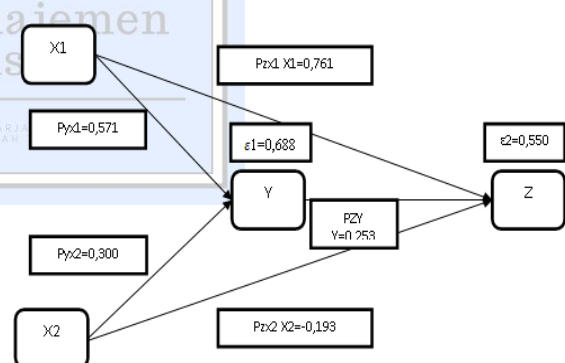 ajemen
X1
Pzx1 X1=0,761
Pyx1=0,571
ε1=0,688
ε2=0,550
Y
Z
PZY
Y=0.253
Pyx2=0,300
X2
Pzx2 X2=-0,193